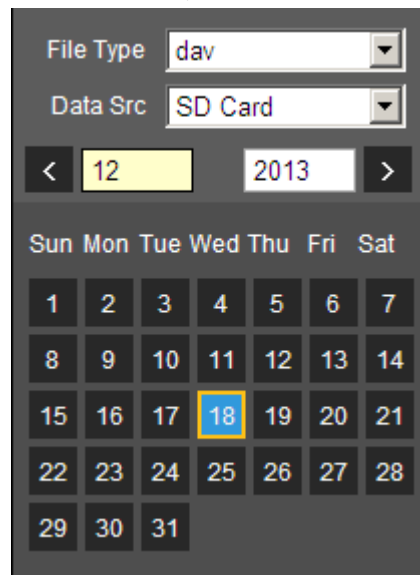 File Type dav
Data Src SD Card
< 12 2013 >
Sun Mon Tue Wed Thu Fri Sat
1 2 3 4 5 6 7
8 9 10 11 12 13 14
15 16 17 18 19 20 21
22 23 24 25 26 27 28
29 30 31